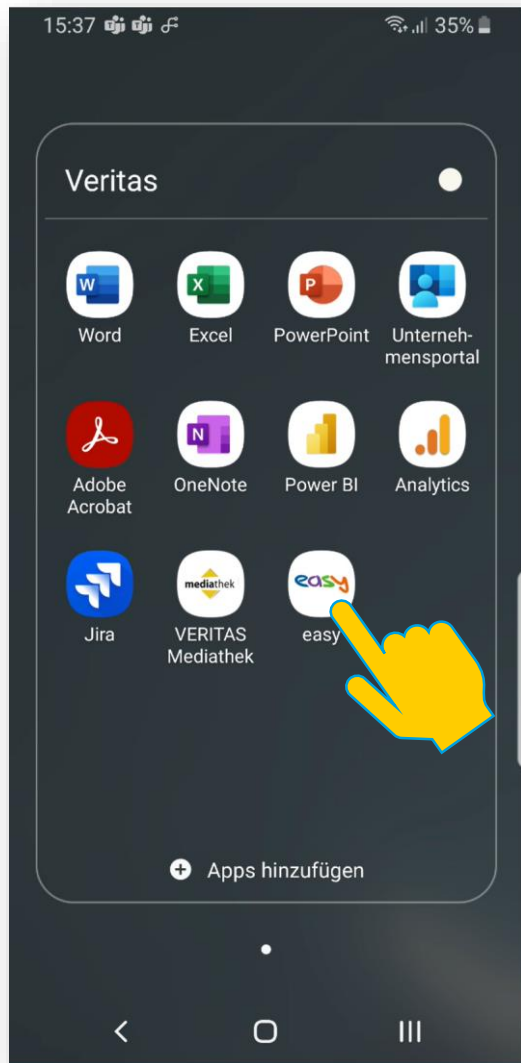 15:37
35%
Veritas
Word
Excel
PowerPoint
Unterneh-
mensportal
Adobe
Acrobat
OneNote
Power BI
Analytics
Jira
mediathek
VERITAS
Mediathek
easy
easy
Apps hinzufügen